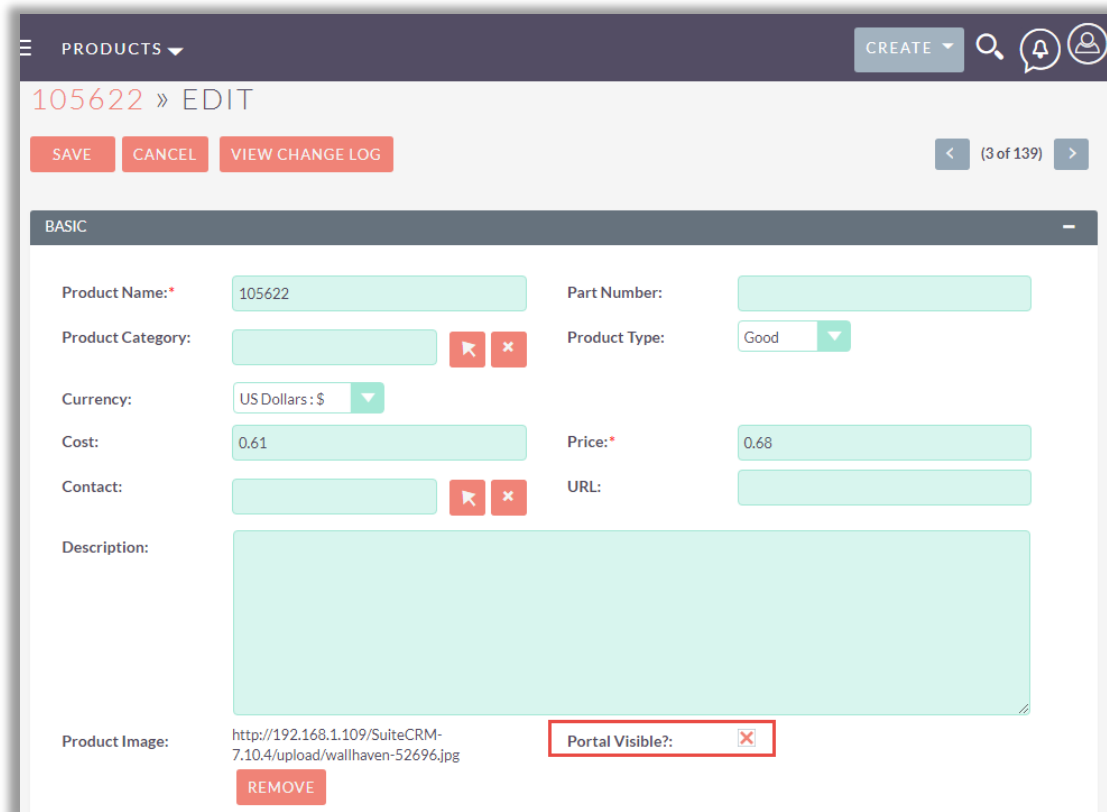 PRODUCTS
CREATE
105622 » EDIT
SAVE CANCEL VIEW CHANGE LOG (3 of 139)
BASIC
Product Name:* 105622 Part Number:
Product Category: Product Type: Good
Currency: US Dollars : $
Cost: 0.61 Price:* 0.68
Contact: URL:
Description:
Product Image: http://192.168.1.109/SuiteCRM-
7.10.4/upload/wallhaven-52696.jpg
Portal Visible?:
REMOVE